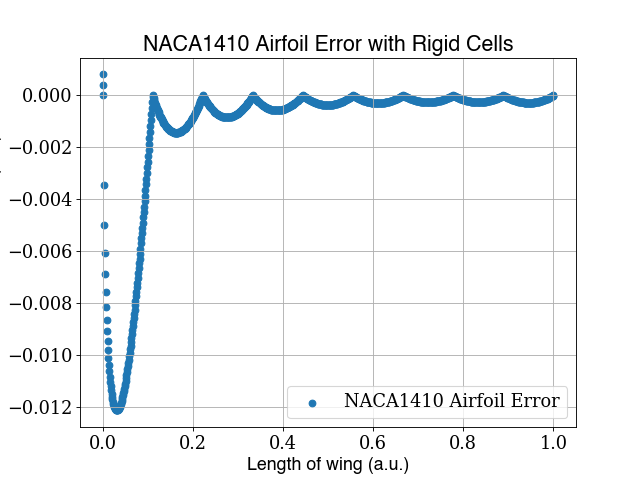 NACA1410 Airfoil Error with Rigid Cells
0.000
−0.002
−0.004
−0.006
−0.008
−0.010
−0.012
NACA1410 Airfoil Error
0.0 0.2 0.4 0.6 0.8 1.0
Length of wing (a.u.)